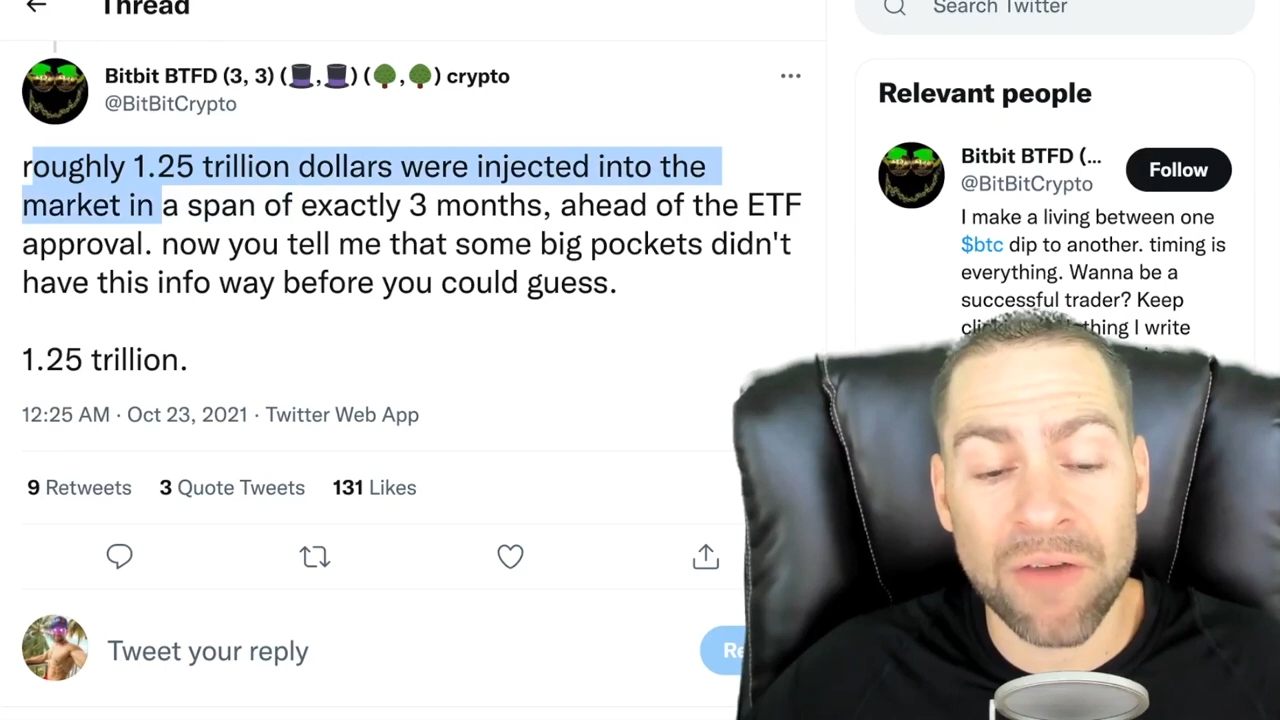 Thread
Search Twitter
Bitbit BTFD (3, 3) (🎩,🎩) (🌳,🌳) crypto
@BitBitCrypto
roughly 1.25 trillion dollars were injected into the
market in a span of exactly 3 months, ahead of the ETF
approval. now you tell me that some big pockets didn't
have this info way before you could guess.
1.25 trillion.
12:25 AM · Oct 23, 2021 · Twitter Web App
9 Retweets 3 Quote Tweets 131 Likes
Tweet your reply
Relevant people
Bitbit BTFD (...
@BitBitCrypto
Follow
I make a living between one
$btc dip to another. timing is
everything. Wanna be a
successful trader? Keep
thing I write